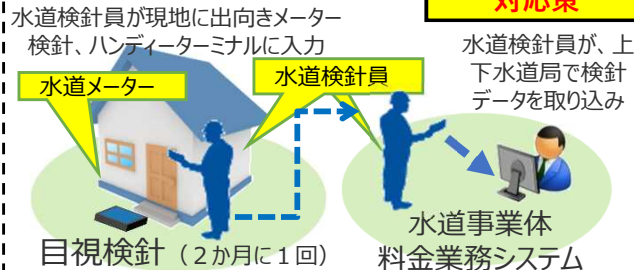 水道検針員が現地に出向きメーター
検針、ハンディーターミナルに入力
対応策
水道検針員が、上
下水道局で検針
データを取り込み
水道メーター
水道検針員
目視検針（２か月に１回）
水道事業体
料金業務システム